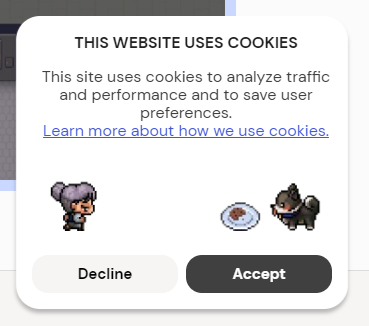 THIS WEBSITE USES COOKIES
This site uses cookies to analyze traffic
and performance and to save user
preferences.
Learn more about how we use cookies.
Decline
Accept